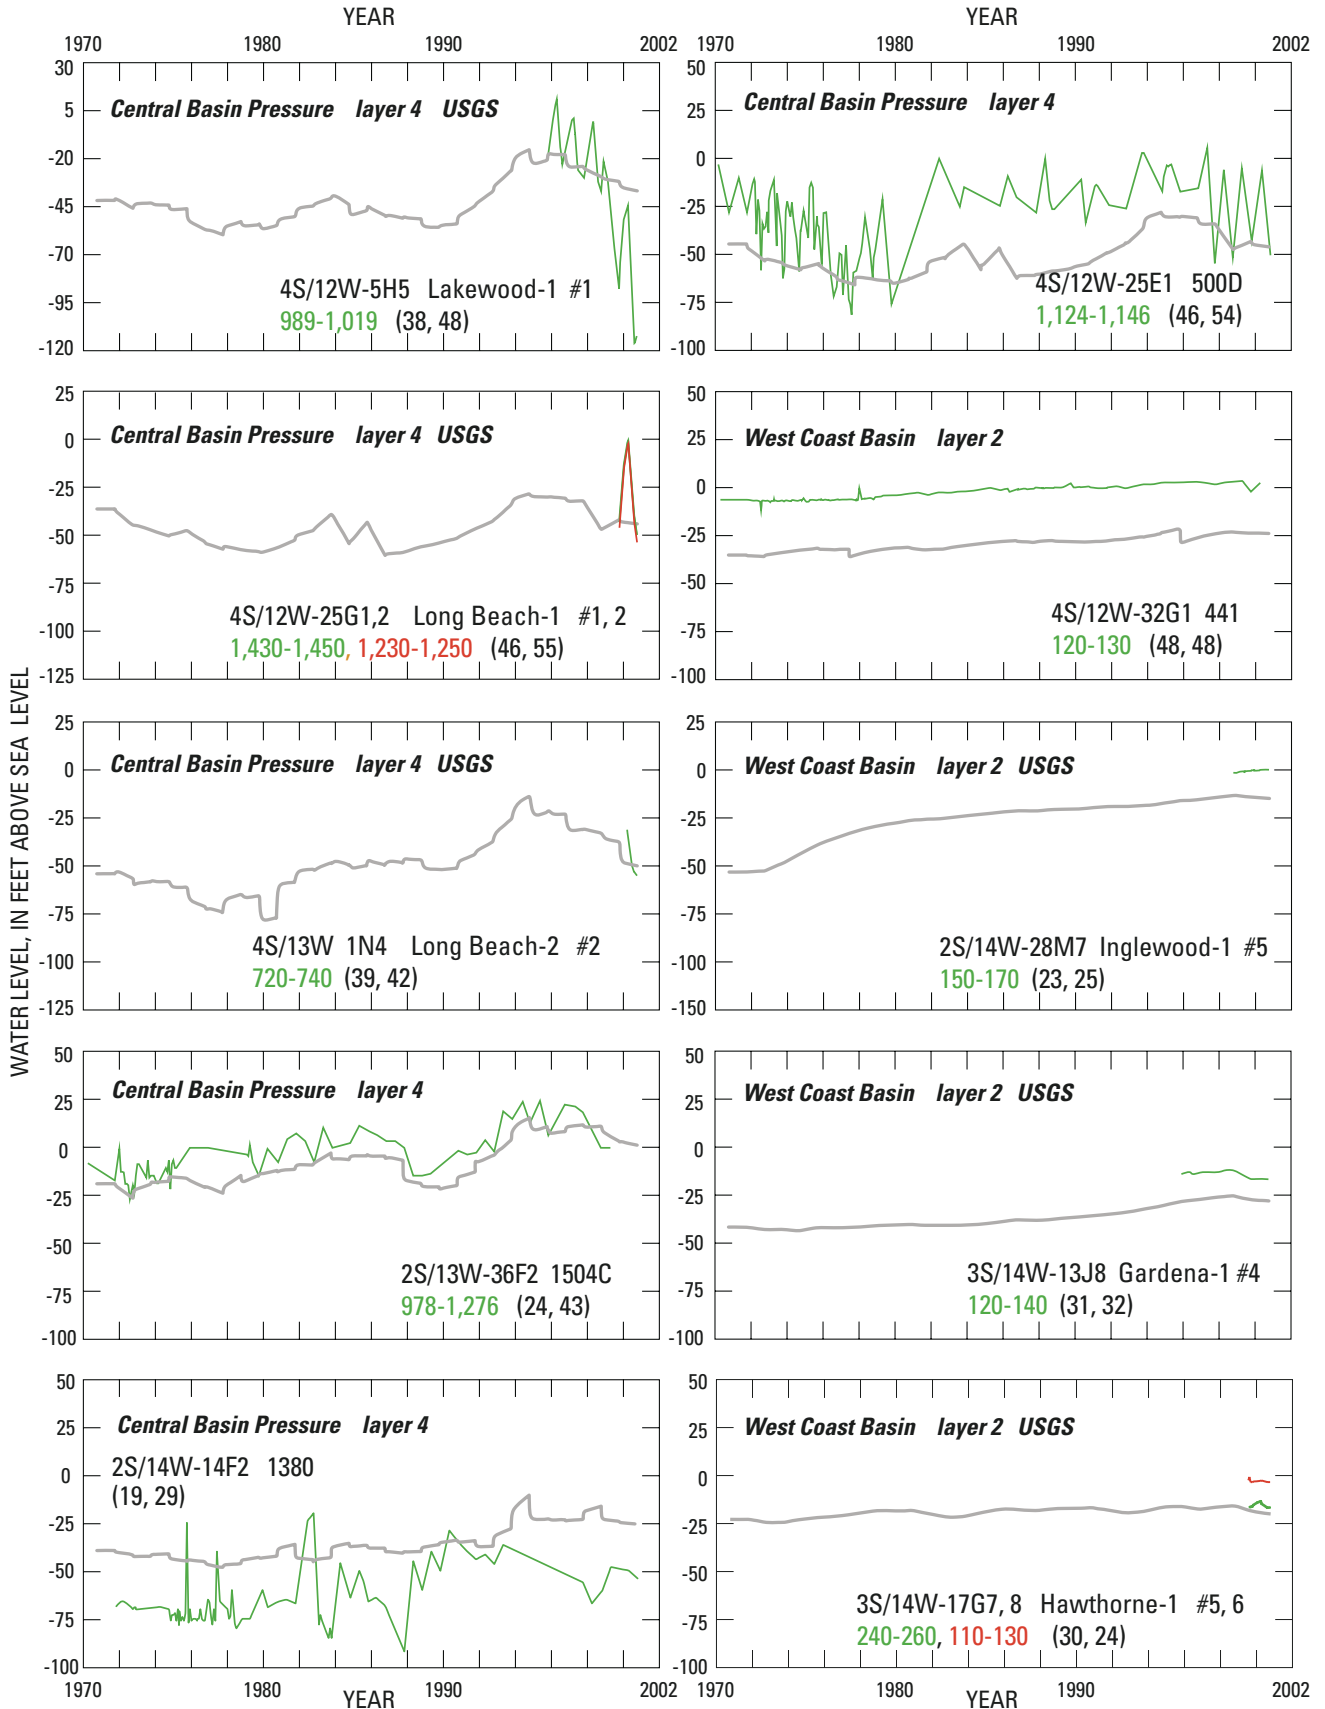 YEAR
1970 1980 1990 2002
30
5
-20
-45
-70
-95
-120
Central Basin Pressure layer 4 USGS
4S/12W-5H5 Lakewood-1 #1
989-1,019 (38, 48)
25
0
-25
-50
-75
-100
-125
Central Basin Pressure layer 4 USGS
4S/12W-25G1,2 Long Beach-1 #1, 2
1,430-1,450, 1,230-1,250 (46, 55)
25
0
-25
-50
-75
-100
-125
Central Basin Pressure layer 4 USGS
4S/13W 1N4 Long Beach-2 #2
720-740 (39, 42)
50
25
0
-25
-50
-75
-100
Central Basin Pressure layer 4
2S/13W-36F2 1504C
978-1,276 (24, 43)
50
25
0
-25
-50
-75
-100
Central Basin Pressure layer 4
2S/14W-14F2 1380
(19, 29)
1970 1980 1990 2002
YEAR
WATER LEVEL, IN FEET ABOVE SEA LEVEL
YEAR
1970 1980 1990 2002
50
25
0
-25
-50
-75
-100
Central Basin Pressure layer 4
4S/12W-25E1 500D
1,124-1,146 (46, 54)
50
25
0
-25
-50
-75
-100
West Coast Basin layer 2
4S/12W-32G1 441
120-130 (48, 48)
25
0
-25
-50
-75
-100
-150
West Coast Basin layer 2 USGS
2S/14W-28M7 Inglewood-1 #5
150-170 (23, 25)
50
25
0
-25
-50
-75
-100
West Coast Basin layer 2 USGS
3S/14W-13J8 Gardena-1 #4
120-140 (31, 32)
50
25
0
-25
-50
-75
-100
West Coast Basin layer 2 USGS
3S/14W-17G7, 8 Hawthorne-1 #5, 6
240-260, 110-130 (30, 24)
1970 1980 1990 2002
YEAR